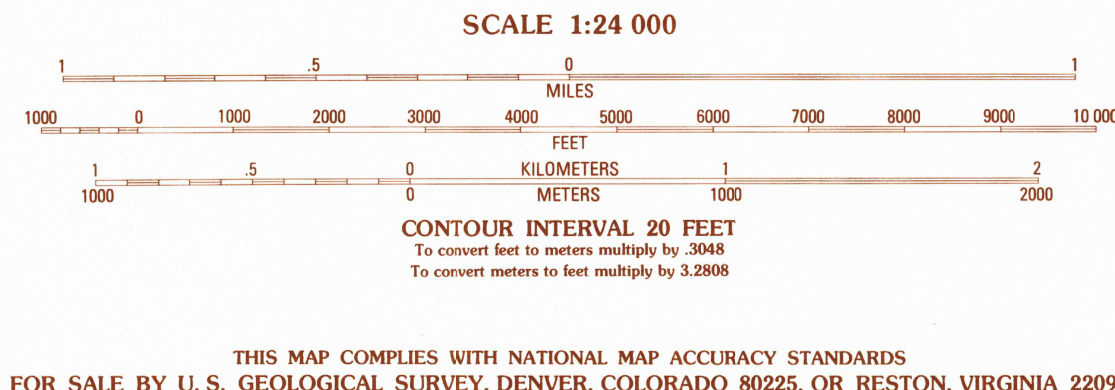 SCALE 1:24 000
1 .5 0 1
MILES
1000 0 1000 2000 3000 4000 5000 6000 7000 8000 9000 10 000
FEET
1 .5 0 KILOMETERS 1 2
1000 0 METERS 1000 2000
CONTOUR INTERVAL 20 FEET
To convert feet to meters multiply by .3048
To convert meters to feet multiply by 3.2808
THIS MAP COMPLIES WITH NATIONAL MAP ACCURACY STANDARDS
FOR SALE BY U.S. GEOLOGICAL SURVEY, DENVER, COLORADO 80225, OR RESTON, VIRGINIA